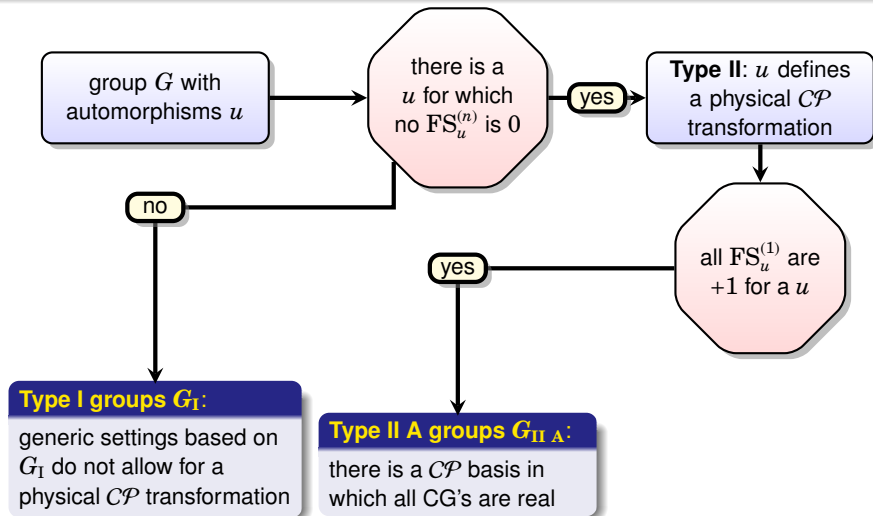 group G with
automorphisms u
there is a
u for which
no FS_u^(n) is 0
yes
Type II: u defines
a physical CP
transformation
no
all FS_u^(1) are
+1 for a u
yes
Type I groups G_I:
generic settings based on
G_I do not allow for a
physical CP transformation
Type II A groups G_II A:
there is a CP basis in
which all CG's are real